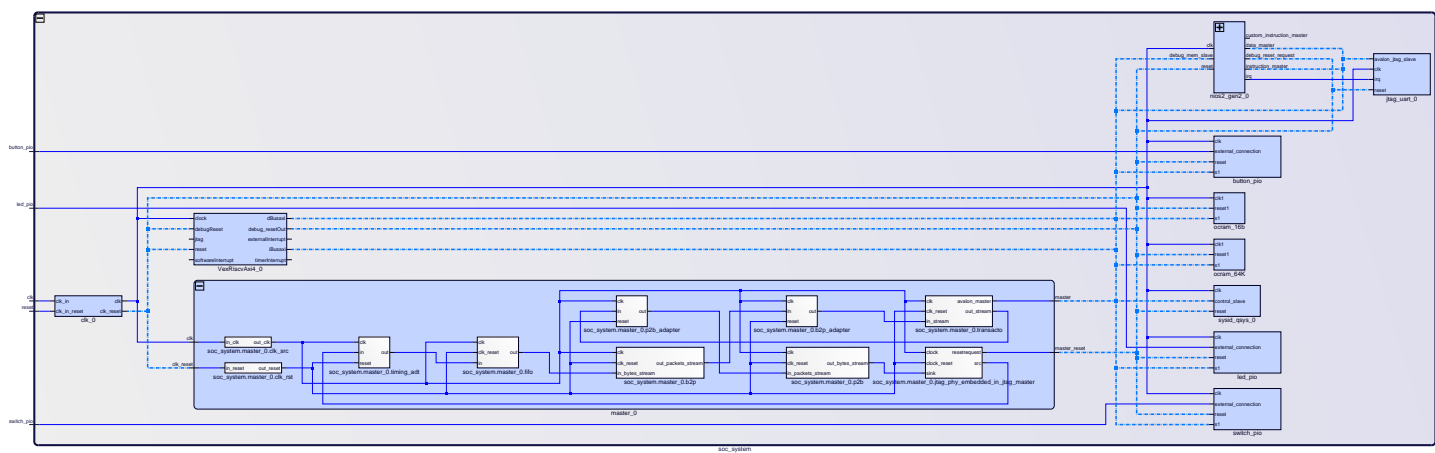 custom_instruction_master
clk
data_master
debug_mem_slave
debug_reset_request
reset
instruction_master
irq
nios2_gen2_0
avalon_jtag_slave
clk
irq
reset
jtag_uart_0
button_pio
clk
external_connection
reset
s1
button_pio
led_pio
clk1
reset1
s1
ocram_16b
clock
dBusaxi
debugReset
debug_resetOut
jtag
externalInterrupt
reset
iBusaxi
softwareInterrupt
timerInterrupt
VexRiscvAxi4_0
clk1
reset1
s1
ocram_64K
clk
reset
clk_in
clk
clk_in_reset
clk_reset
clk_0
clk
control_slave
reset
sysid_qsys_0
clk
clk_reset
in_clk
out_clk
soc_system.master_0.clk_src
in_reset
out_reset
soc_system.master_0.clk_rst
clk
in
out
reset
soc_system.master_0.timing_adt
clk
clk_reset
out
in
soc_system.master_0.fifo
clk
in
out
reset
soc_system.master_0.p2b_adapter
clk
clk_reset
out_packets_stream
in_bytes_stream
soc_system.master_0.b2p
clk
in
out
reset
soc_system.master_0.b2p_adapter
clk
clk_reset
out_bytes_stream
in_packets_stream
soc_system.master_0.p2b
clk
avalon_master
clk_reset
out_stream
in_stream
soc_system.master_0.transacto
clock
resetrequest
clock_reset
src
sink
soc_system.master_0.jtag_phy_embedded_in_jtag_master
master
master_reset
master_0
clk
external_connection
reset
s1
led_pio
switch_pio
clk
external_connection
reset
s1
switch_pio
soc_system